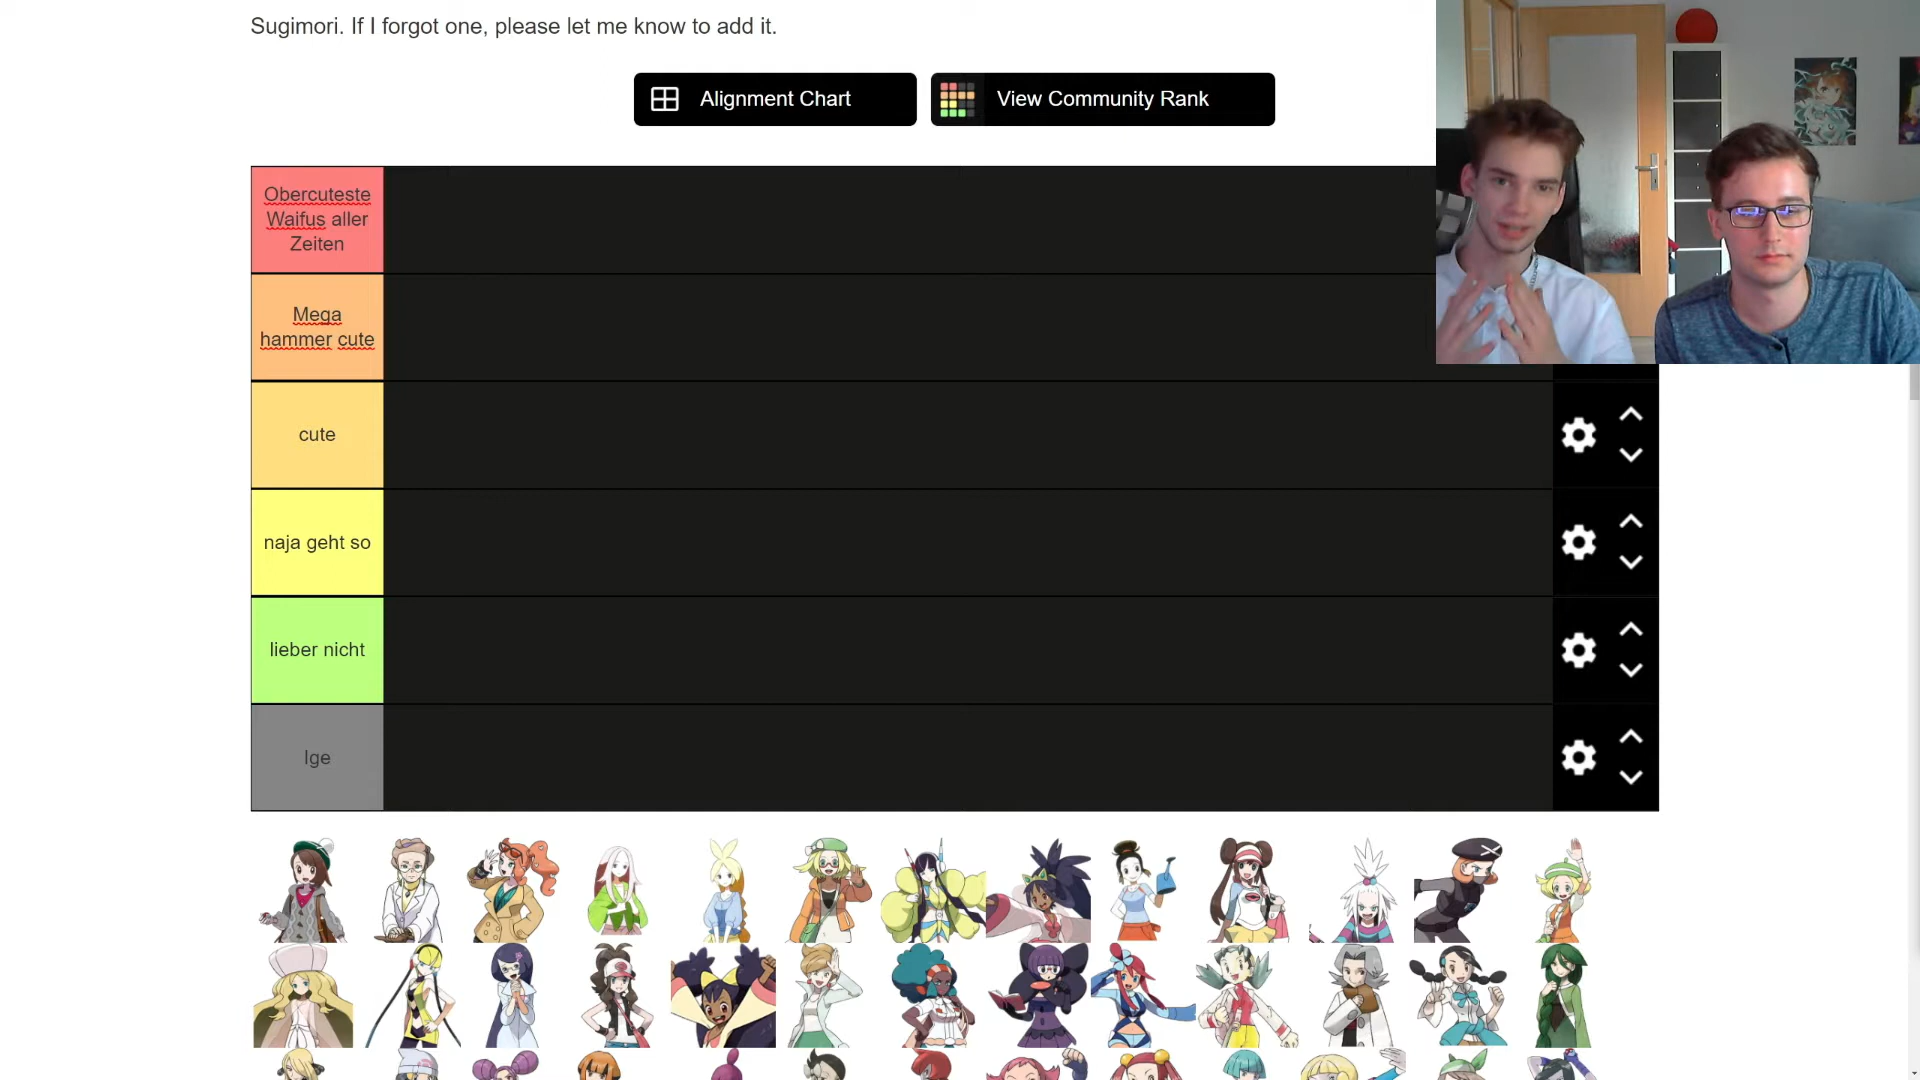 Sugimori. If I forgot one, please let me know to add it.
Alignment Chart
View Community Rank
Obercuteste
Waifus aller
Zeiten
Mega
hammer cute
cute
naja geht so
lieber nicht
Ige